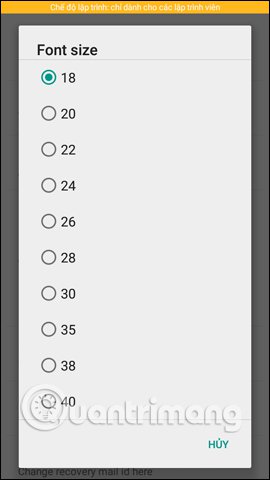 Chế độ lập trình: chỉ dành cho các lập trình viên
Font size
18
20
22
24
26
28
30
35
38
40
Quantrimang
HỦY
Change recovery mail id here